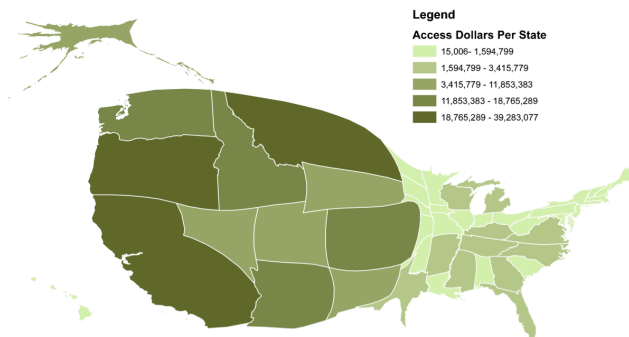 Legend
Access Dollars Per State
15,006- 1,594,799
1,594,799 - 3,415,779
3,415,779 - 11,853,383
11,853,383 - 18,765,289
18,765,289 - 39,283,077